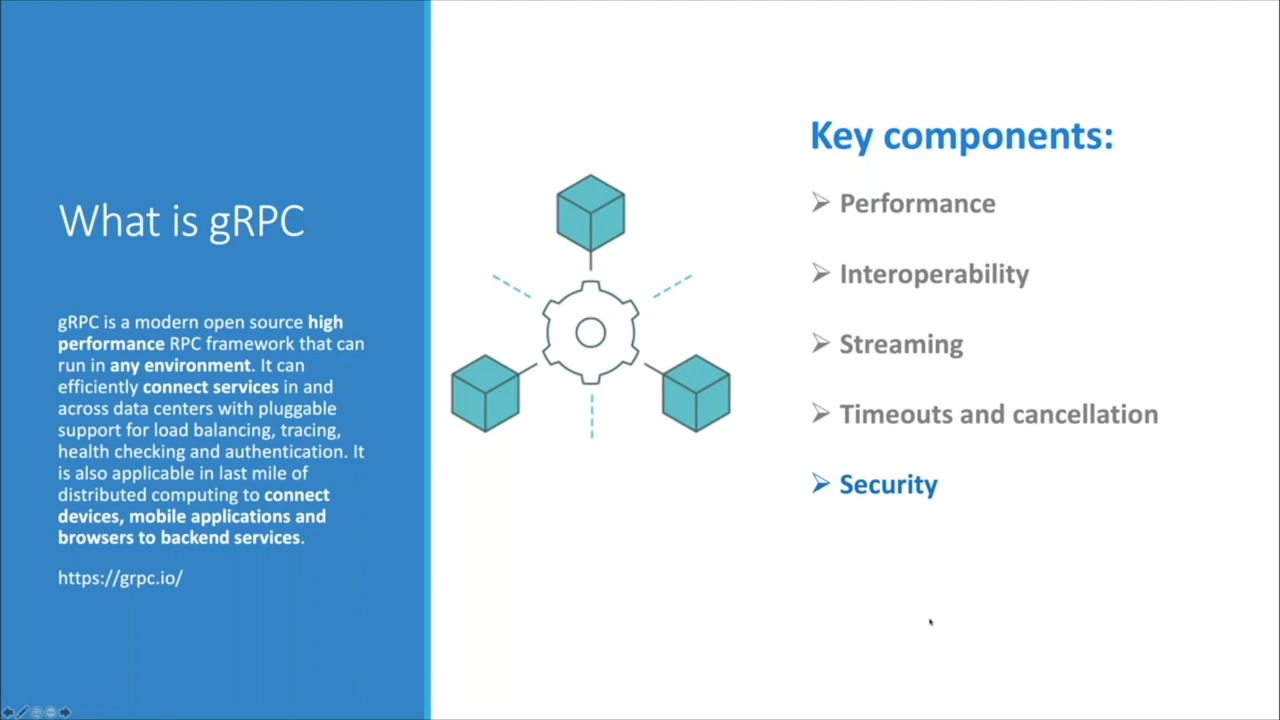 What is gRPC
gRPC is a modern open source high
performance RPC framework that can
run in any environment. It can
efficiently connect services in and
across data centers with pluggable
support for load balancing, tracing,
health checking and authentication. It
is also applicable in last mile of
distributed computing to connect
devices, mobile applications and
browsers to backend services.
https://grpc.io/
Key components:
Performance
Interoperability
Streaming
Timeouts and cancellation
Security